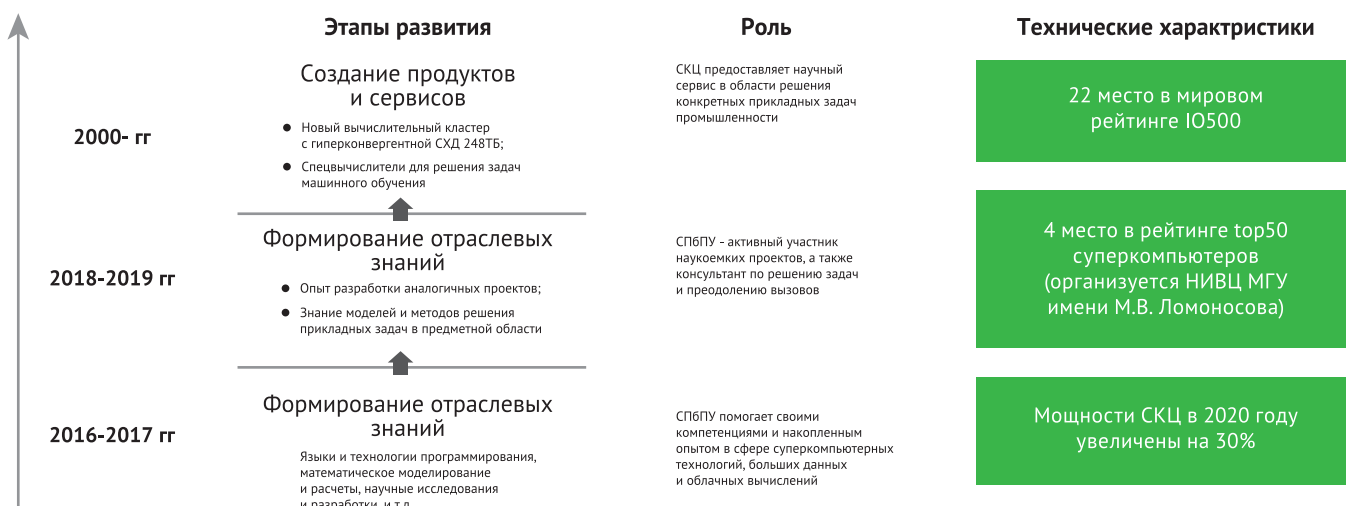 Этапы развития
Роль
Технические характристики
2000- гг
Создание продуктов
и сервисов
Новый вычислительный кластер
с гиперконвергентной СХД 248ТБ;
Спецвычислители для решения задач
машинного обучения
СКЦ предоставляет научный
сервис в области решения
конкретных прикладных задач
промышленности
22 место в мировом
рейтинге IO500
2018-2019 гг
Формирование отраслевых
знаний
Опыт разработки аналогичных проектов;
Знание моделей и методов решения
прикладных задач в предметной области
СПбПУ - активный участник
наукоемких проектов, а также
консультант по решению задач
и преодолению вызовов
4 место в рейтинге top50
суперкомпьютеров
(организуется НИВЦ МГУ
имени М.В. Ломоносова)
2016-2017 гг
Формирование отраслевых
знаний
Языки и технологии программирования,
математическое моделирование
и расчеты, научные исследования
и разработки, и т.д.
СПбПУ помогает своими
компетенциями и накопленным
опытом в сфере суперкомпьютерных
технологий, больших данных
и облачных вычислений
Мощности СКЦ в 2020 году
увеличены на 30%